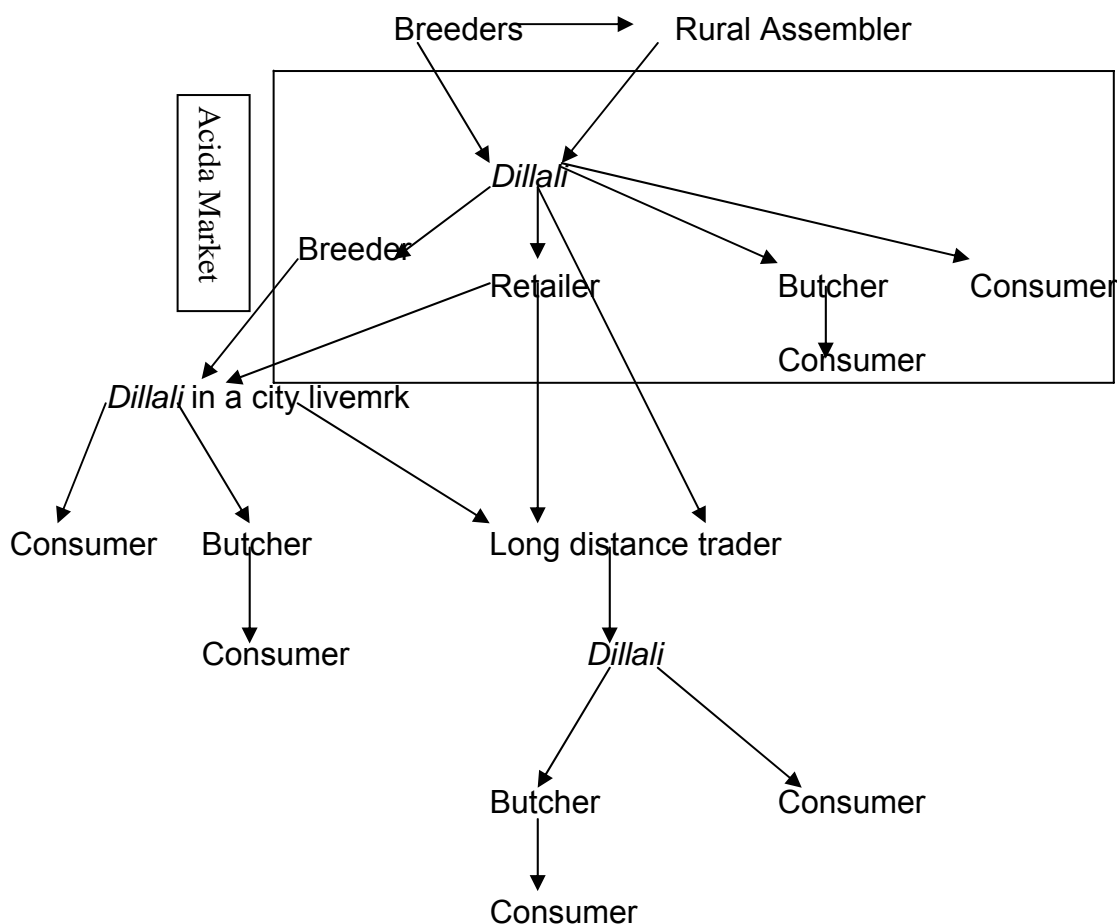 Breeders
Rural Assembler
Acida Market
Dillali
Breeder
Retailer
Butcher
Consumer
Consumer
Dillali in a city livemrk
Consumer
Butcher
Long distance trader
Consumer
Dillali
Butcher
Consumer
Consumer